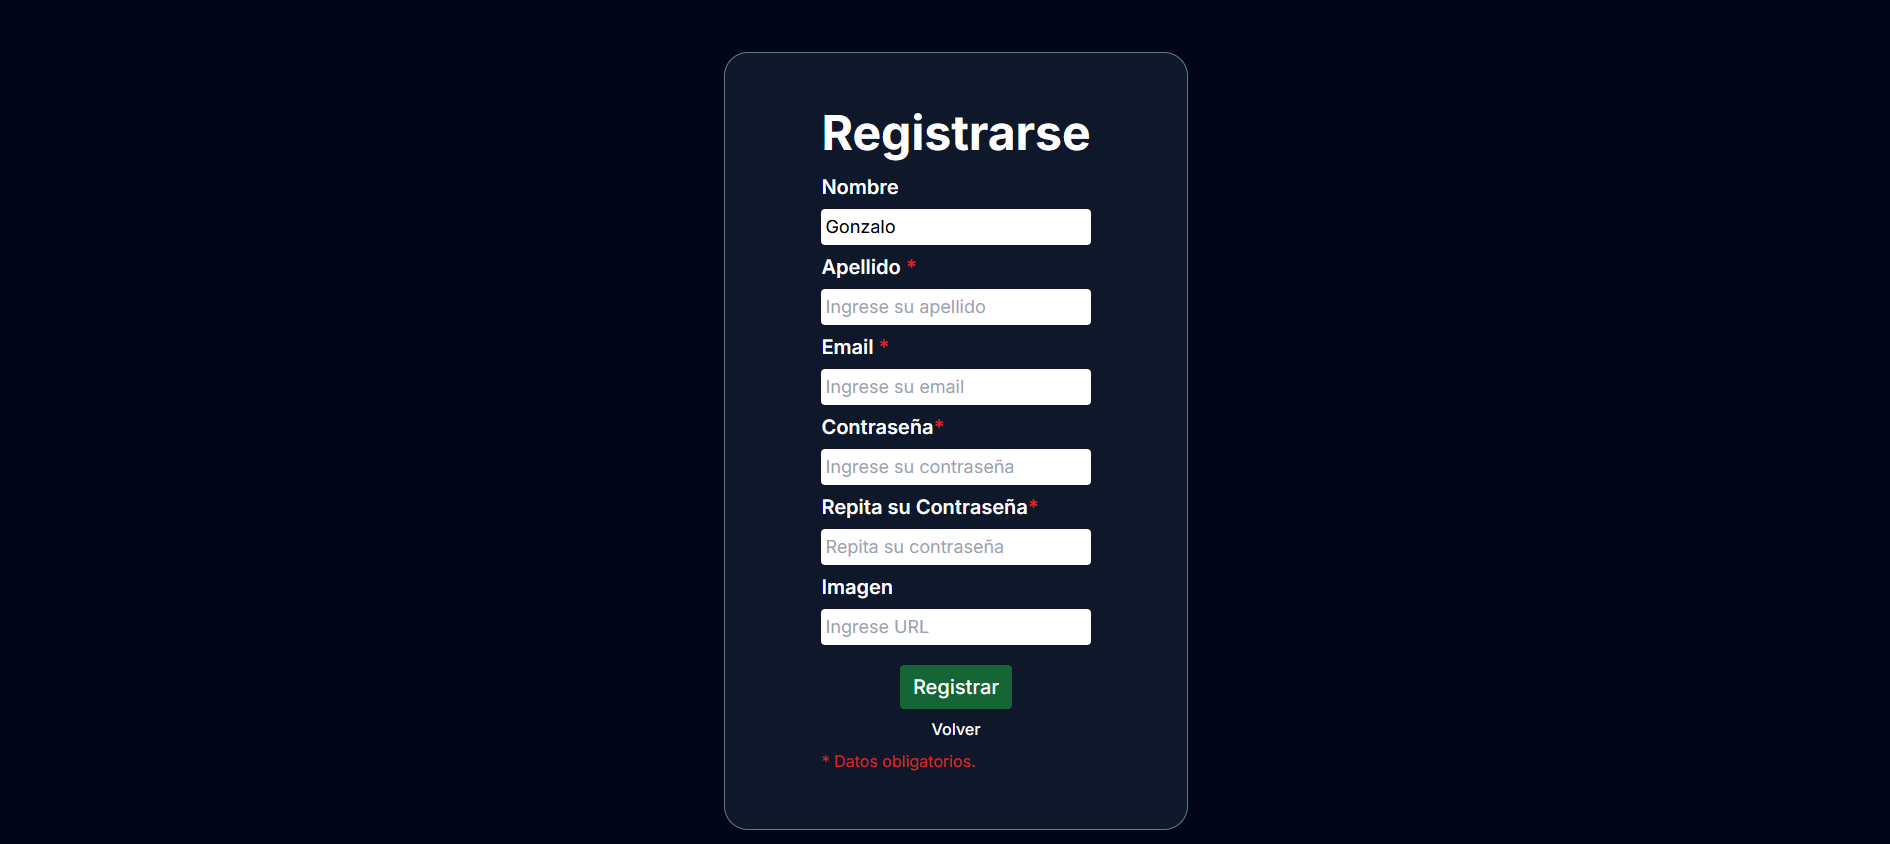 Registrarse
Nombre
Gonzalo
Apellido *
Ingrese su apellido
Email *
Ingrese su email
Contraseña*
Ingrese su contraseña
Repita su Contraseña*
Repita su contraseña
Imagen
Ingrese URL
Registrar
Volver
* Datos obligatorios.